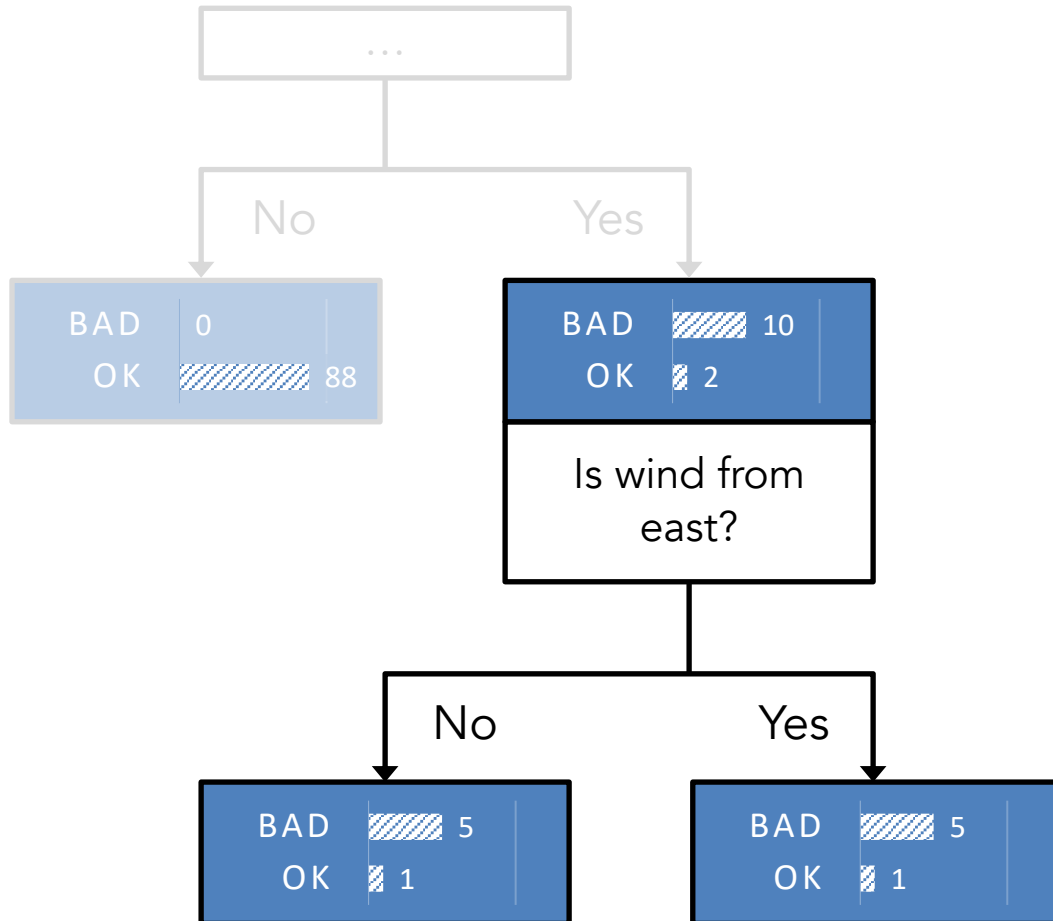 ...
No
Yes
BAD 0
OK 88
BAD 10
OK 2
Is wind from
east?
No
Yes
BAD 5
OK 1
BAD 5
OK 1